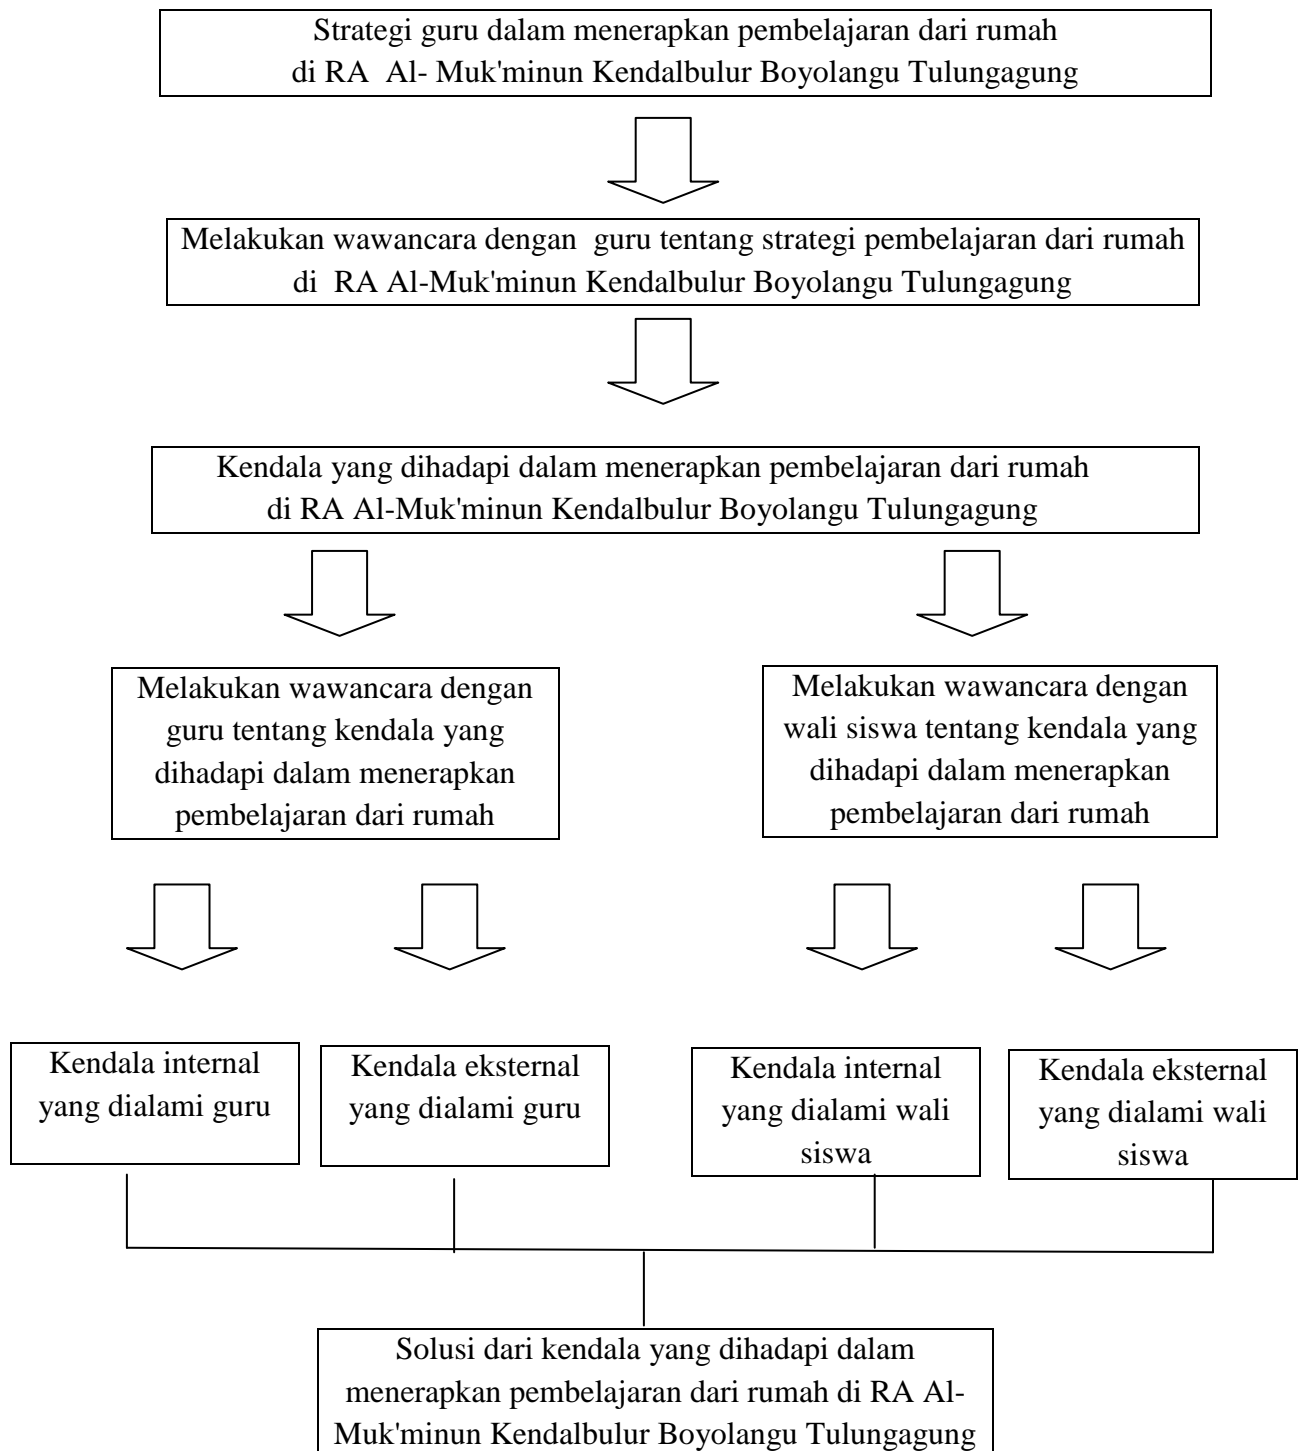 Strategi guru dalam menerapkan pembelajaran dari rumah
di RA Al- Muk'minun Kendalbulur Boyolangu Tulungagung
Melakukan wawancara dengan guru tentang strategi pembelajaran dari rumah
di RA Al-Muk'minun Kendalbulur Boyolangu Tulungagung
Kendala yang dihadapi dalam menerapkan pembelajaran dari rumah
di RA Al-Muk'minun Kendalbulur Boyolangu Tulungagung
Melakukan wawancara dengan
guru tentang kendala yang
dihadapi dalam menerapkan
pembelajaran dari rumah
Melakukan wawancara dengan
wali siswa tentang kendala yang
dihadapi dalam menerapkan
pembelajaran dari rumah
Kendala internal
yang dialami guru
Kendala eksternal
yang dialami guru
Kendala internal
yang dialami wali
siswa
Kendala eksternal
yang dialami wali
siswa
Solusi dari kendala yang dihadapi dalam
menerapkan pembelajaran dari rumah di RA Al-
Muk'minun Kendalbulur Boyolangu Tulungagung